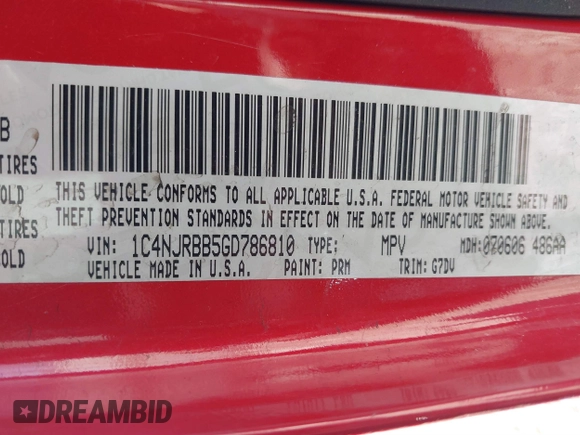 B
TIRES
OLD
TIRES
OLD
THIS VEHICLE CONFORMS TO ALL APPLICABLE U.S.A. FEDERAL MOTOR VEHICLE SAFETY AND
THEFT PREVENTION STANDARDS IN EFFECT ON THE DATE OF MANUFACTURE SHOWN ABOVE.
VIN: 1C4NJRBB5GD786810 TYPE: MPV MDH:070606 486AA
VEHICLE MADE IN U.S.A. PAINT: PRM TRIM: G7DV
DREAMBID